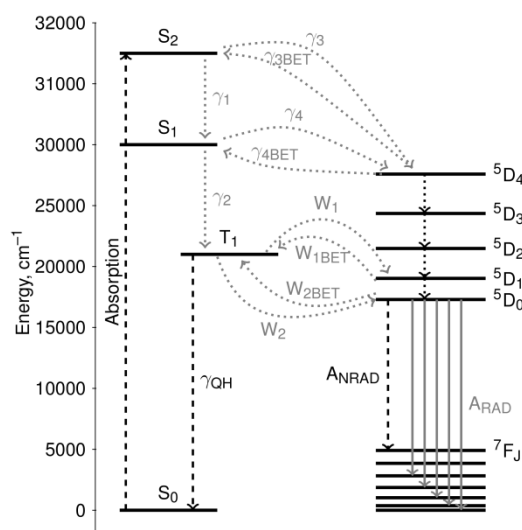 32000
31000
30000
25000
20000
15000
10000
5000
0
Energy, cm⁻¹
Absorption
S₂
S₁
T₁
S₀
γ₃
γ₃BET
γ₁
γ₄
γ₄BET
γ₂
W₁
W₁BET
W₂BET
W₂
γQH
⁵D₄
⁵D₃
⁵D₂
⁵D₁
⁵D₀
ANRAD
ARAD
⁷FJ